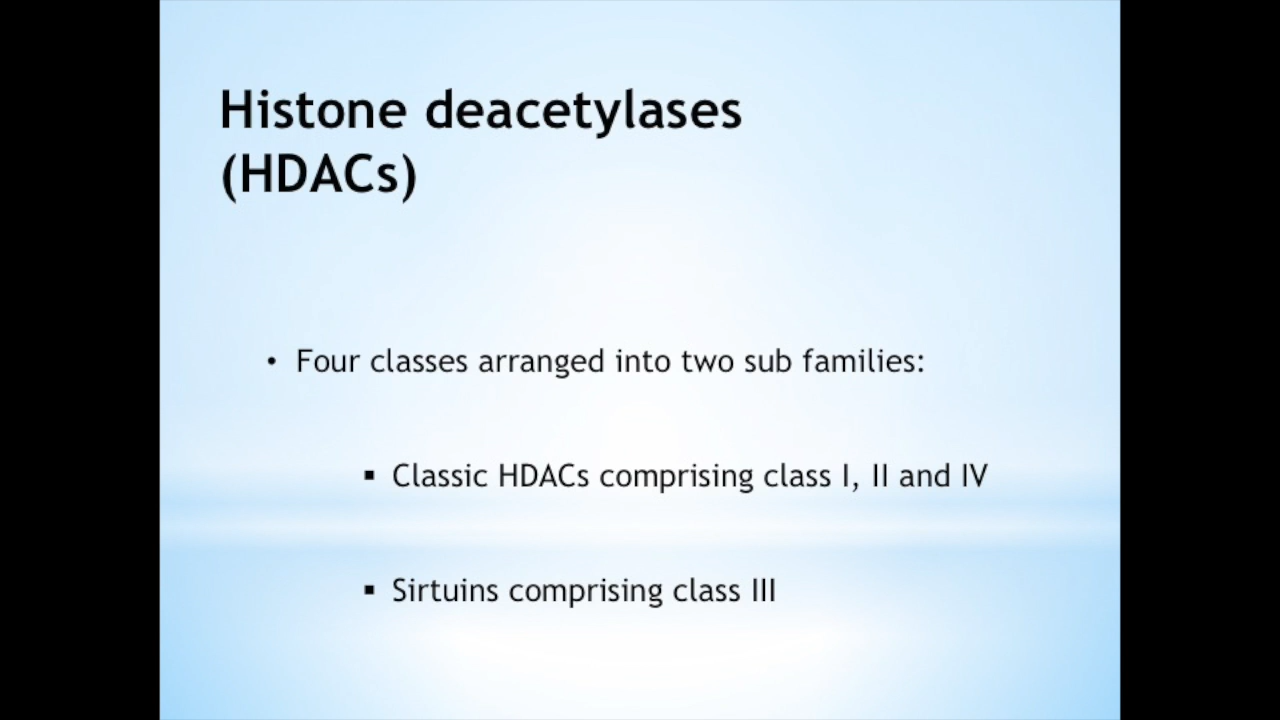 Histone deacetylases
(HDACs)
• Four classes arranged into two sub families:
▪ Classic HDACs comprising class I, II and IV
▪ Sirtuins comprising class III